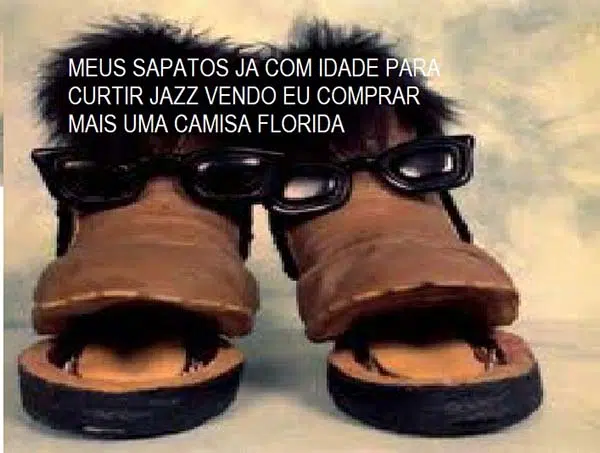 MEUS SAPATOS JA COM IDADE PARA
CURTIR JAZZ VENDO EU COMPRAR
MAIS UMA CAMISA FLORIDA